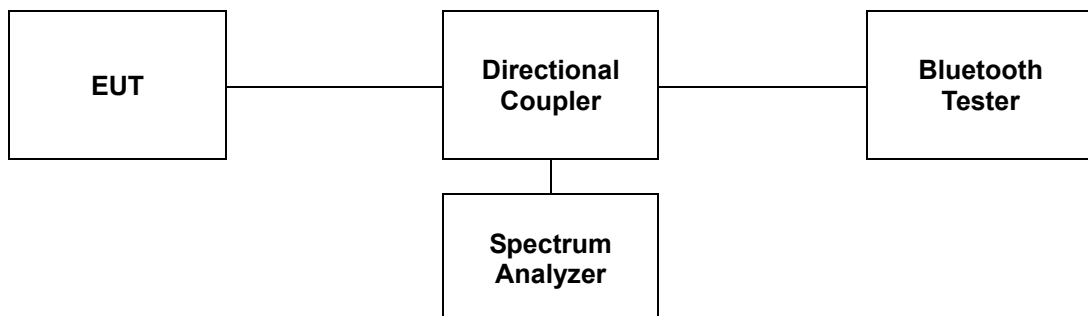 EUT
Directional
Coupler
Bluetooth
Tester
Spectrum
Analyzer